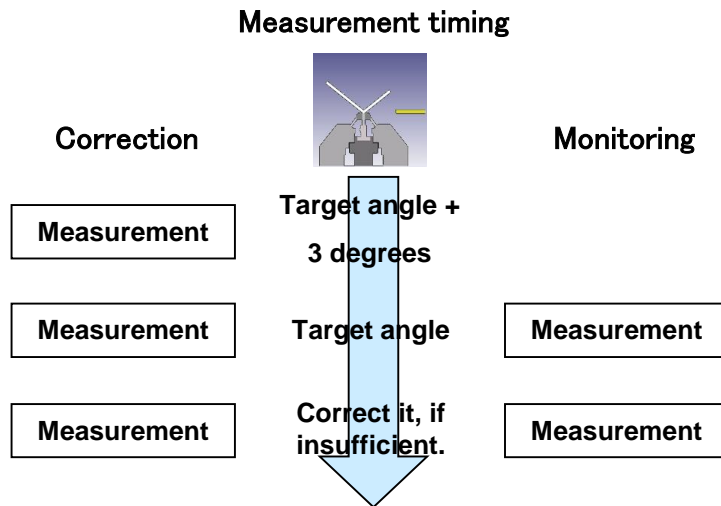 Measurement timing
Correction
Monitoring
Measurement
Target angle +
3 degrees
Measurement
Target angle
Measurement
Measurement
Correct it, if
insufficient.
Measurement